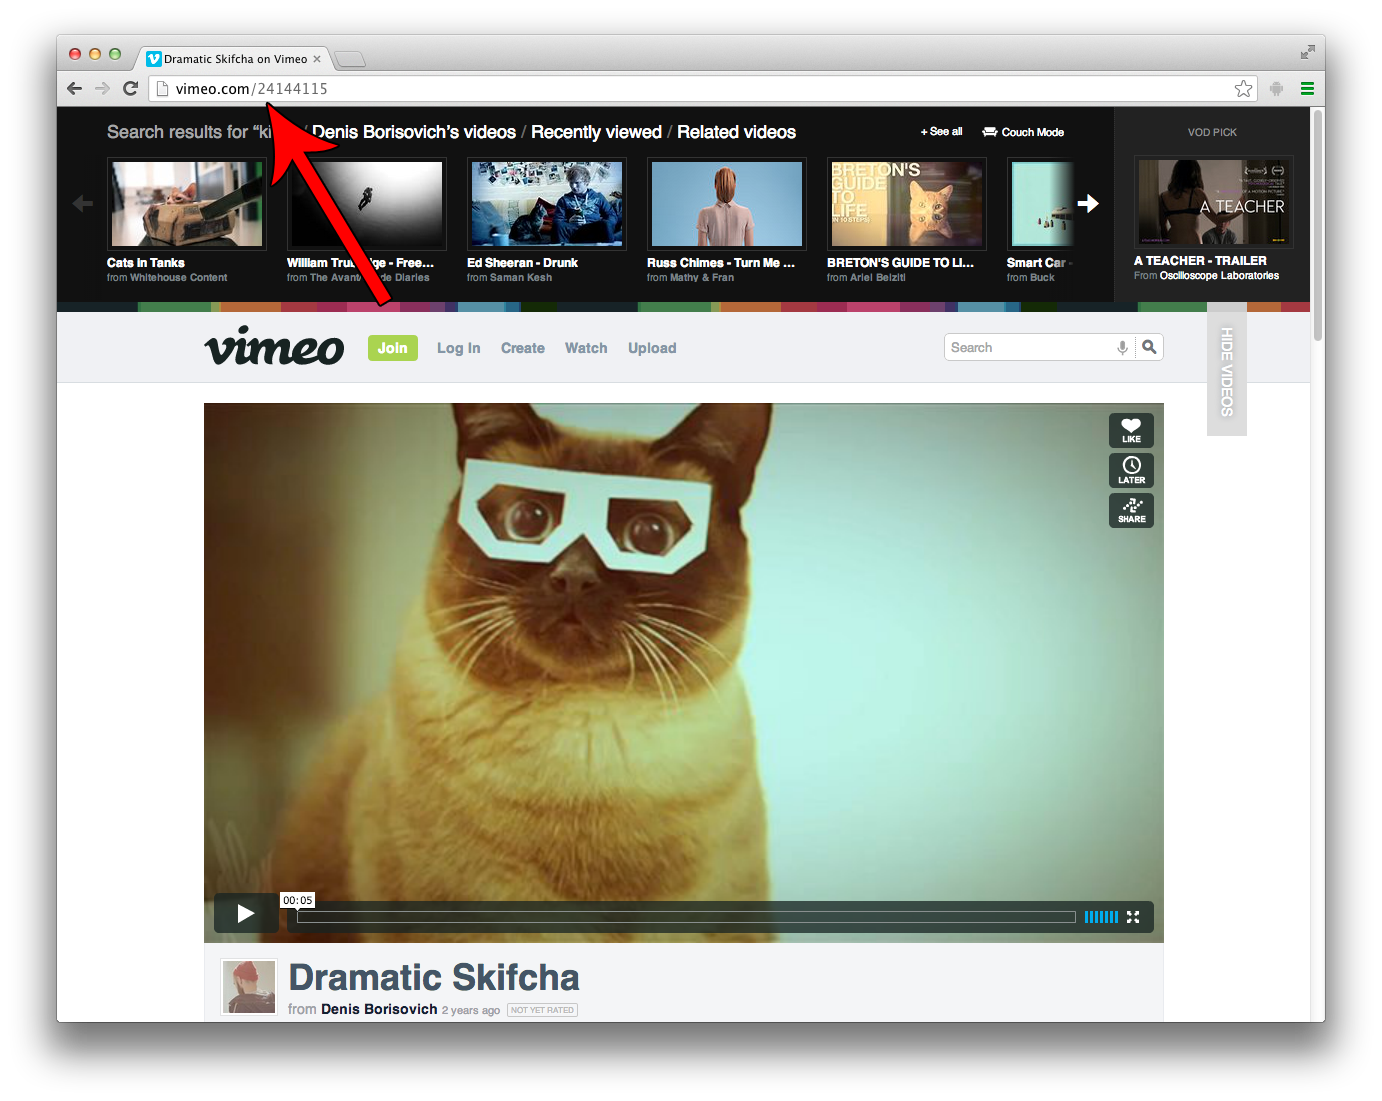 Dramatic Skifcha on Vimeo
vimeo.com/24144115
Search results for “ki / Denis Borisovich’s videos / Recently viewed / Related videos
+ See all
Couch Mode
VOD PICK
BRETON'S GUIDE TO LIFE
IN 10 STEPS
A TEACHER
Cats in Tanks
from Whitehouse Content
William Tru ge - Free...
from The Avant de Diaries
Ed Sheeran - Drunk
from Saman Kesh
Russ Chimes - Turn Me ...
from Mathy & Fran
BRETON'S GUIDE TO LI...
from Ariel Belziti
Smart Car -
from Buck
A TEACHER - TRAILER
From Oscilloscope Laboratories
vimeo
Join
Log In
Create
Watch
Upload
Search
HIDE VIDEOS
LIKE
LATER
SHARE
00:05
Dramatic Skifcha
from Denis Borisovich 2 years ago NOT YET RATED